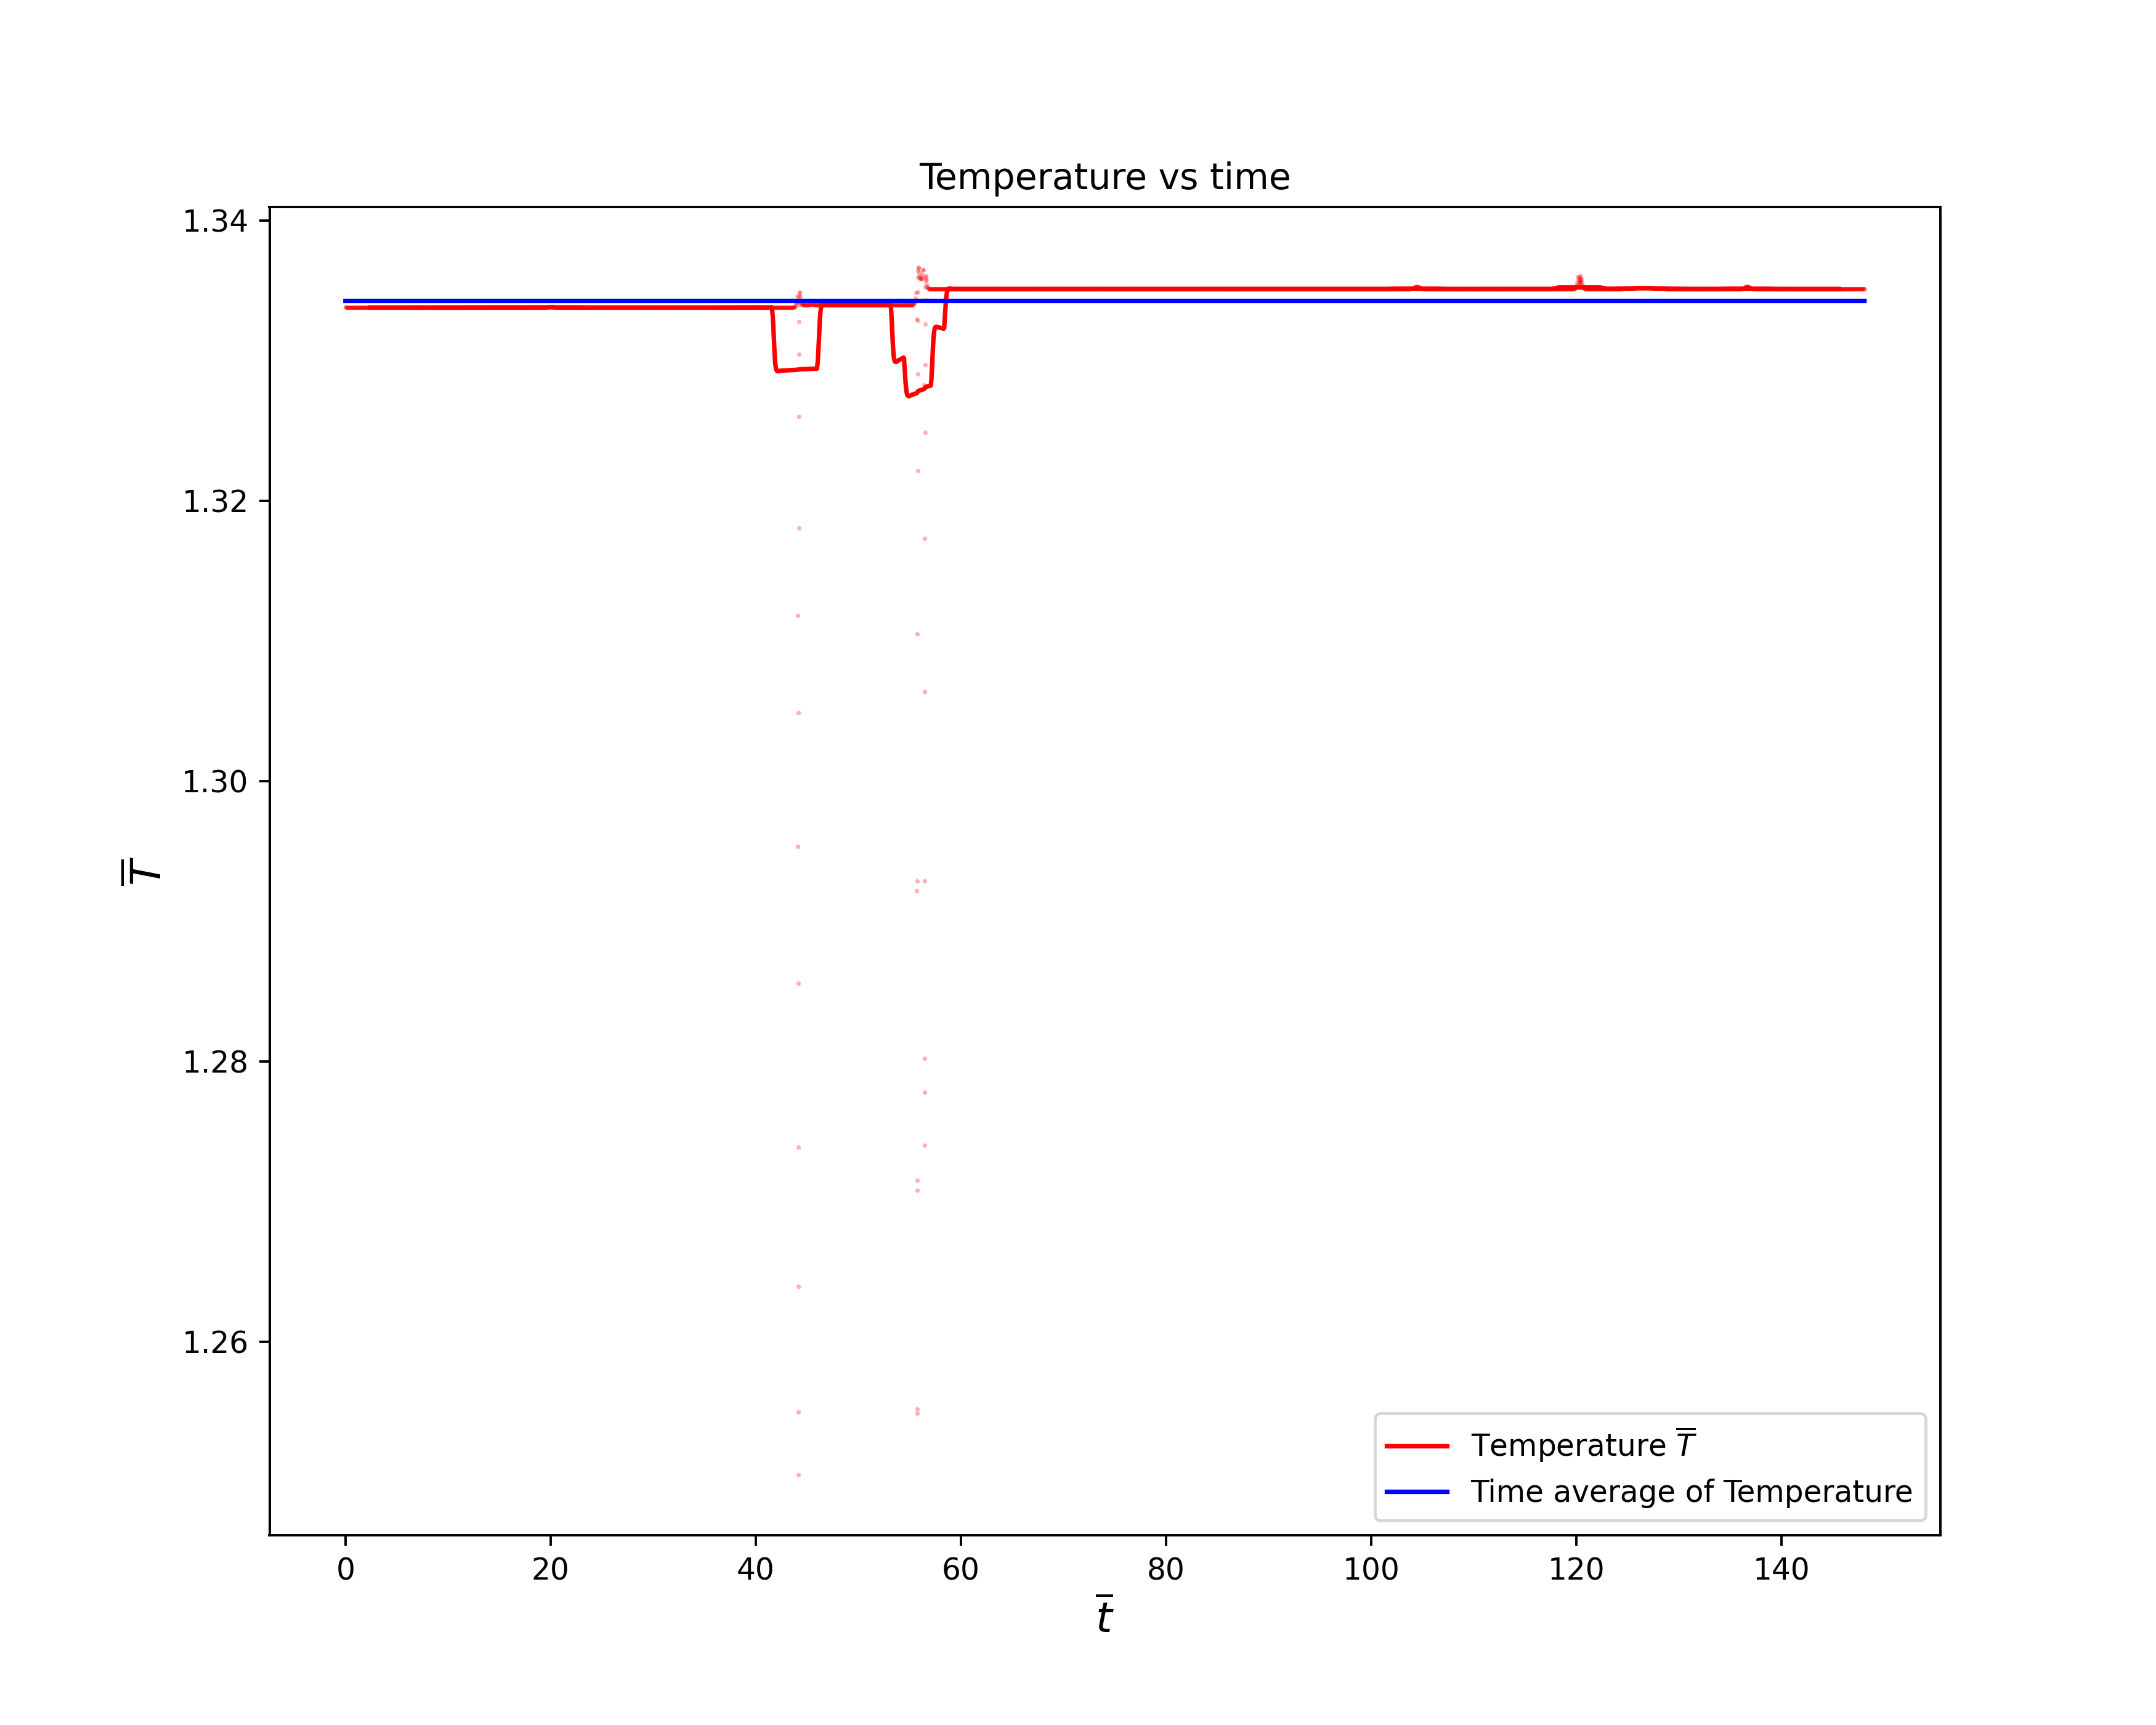 Temperature vs time
1.34
1.32
1.30
1.28
1.26
T̅
0 20 40 60 80 100 120 140
t̅
Temperature T̅
Time average of Temperature